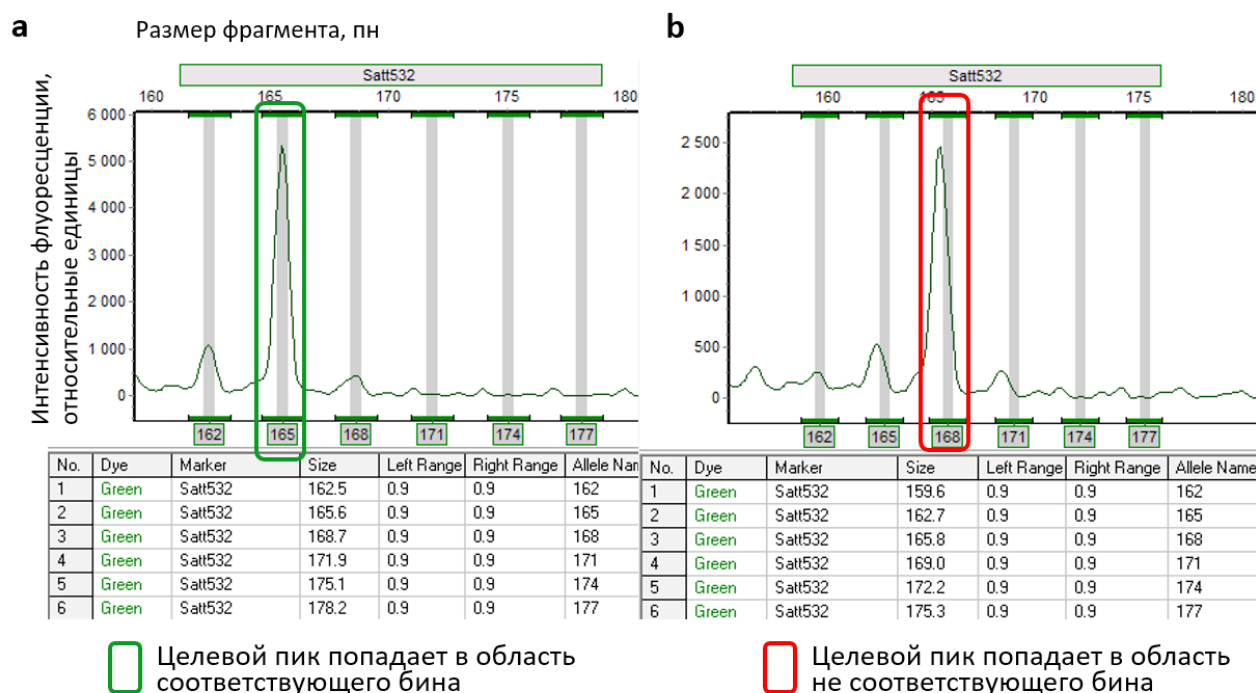 a
Размер фрагмента, пн
Интенсивность флуоресценции,
относительные единицы
Satt532
160 165 170 175 180
6 000
5 000
4 000
3 000
2 000
1 000
0
162 165 168 171 174 177
No. Dye Marker Size Left Range Right Range Allele Nam
1 Green Satt532 162.5 0.9 0.9 162
2 Green Satt532 165.6 0.9 0.9 165
3 Green Satt532 168.7 0.9 0.9 168
4 Green Satt532 171.9 0.9 0.9 171
5 Green Satt532 175.1 0.9 0.9 174
6 Green Satt532 178.2 0.9 0.9 177
Целевой пик попадает в область
соответствующего бина
b
Satt532
160 165 170 175 180
2 500
2 000
1 500
1 000
500
0
162 165 168 171 174 177
No. Dye Marker Size Left Range Right Range Allele Name
1 Green Satt532 159.6 0.9 0.9 162
2 Green Satt532 162.7 0.9 0.9 165
3 Green Satt532 165.8 0.9 0.9 168
4 Green Satt532 169.0 0.9 0.9 171
5 Green Satt532 172.2 0.9 0.9 174
6 Green Satt532 175.3 0.9 0.9 177
Целевой пик попадает в область
не соответствующего бина